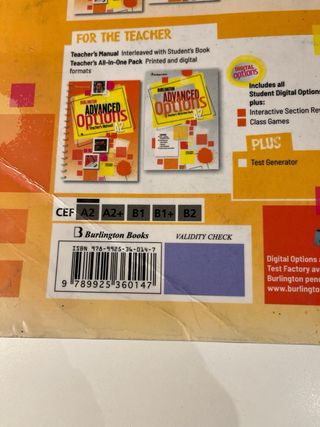 FOR THE TEACHER
Teacher's Manual Interleaved with Student's Book
Teacher's All-In-One Pack Printed and digital
formats
BURLINGTON
ADVANCED
Options
A2
Teacher's Manual
BURLINGTON
ADVANCED
Options
A2
DIGITAL
Options
Includes all
Student Digital Options
plus:
Interactive Section Rev
Class Games
PLUS
Test Generator
CEF A2 A2+ B1 B1+ B2
Burlington Books
VALIDITY CHECK
ISBN 978-9925-36-014-7
9 789925 360147
Digital Options a
Test Factory av
Burlington pen
www.burlingto